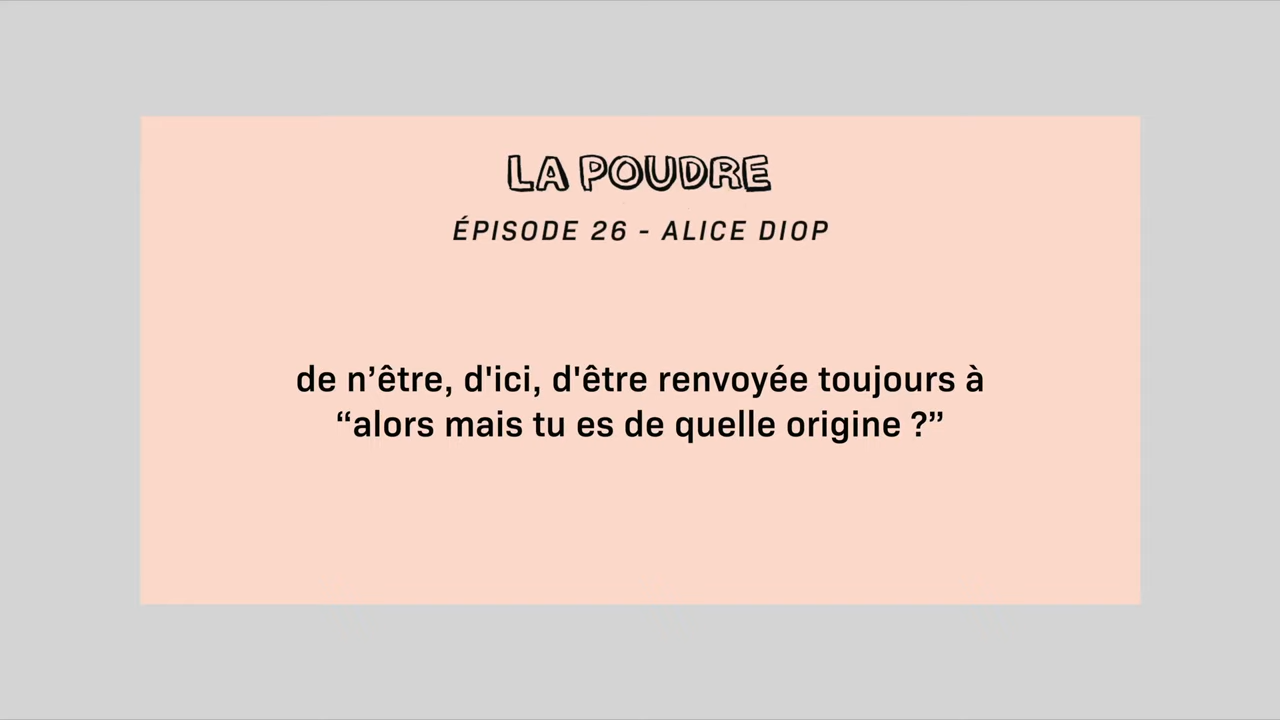 LA POUDRE
ÉPISODE 26 - ALICE DIOP
de n’être, d'ici, d'être renvoyée toujours à
“alors mais tu es de quelle origine ?”